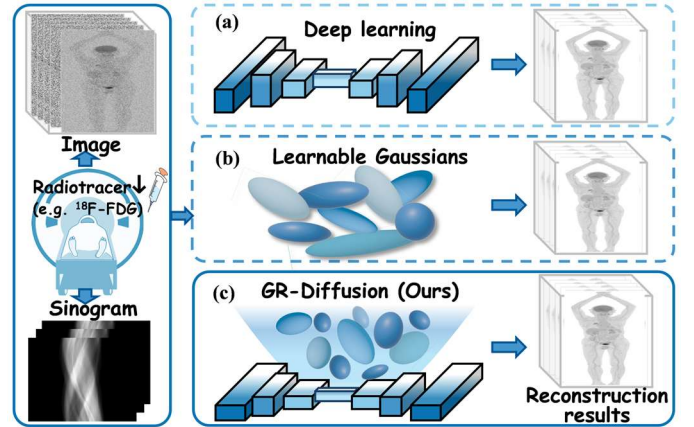 Image
Radiotracer↓
(e.g. ¹⁸F-FDG)
Sinogram
(a)
Deep learning
(b)
Learnable Gaussians
(c)
GR-Diffusion (Ours)
Reconstruction
results